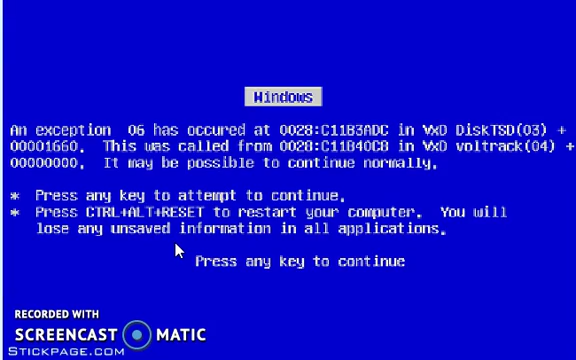 Windows
An exception 06 has occured at 0028:C11B3ADC in VxD DiskTSD(03) +
00001660. This was called from 0028:C11B40C8 in VxD voltrack(04) +
00000000. It may be possible to continue normally.
* Press any key to attempt to continue.
* Press CTRL+ALT+RESET to restart your computer. You will
lose any unsaved information in all applications.
Press any key to continue
RECORDED WITH
SCREENCAST MATIC
STICKPAGE.COM